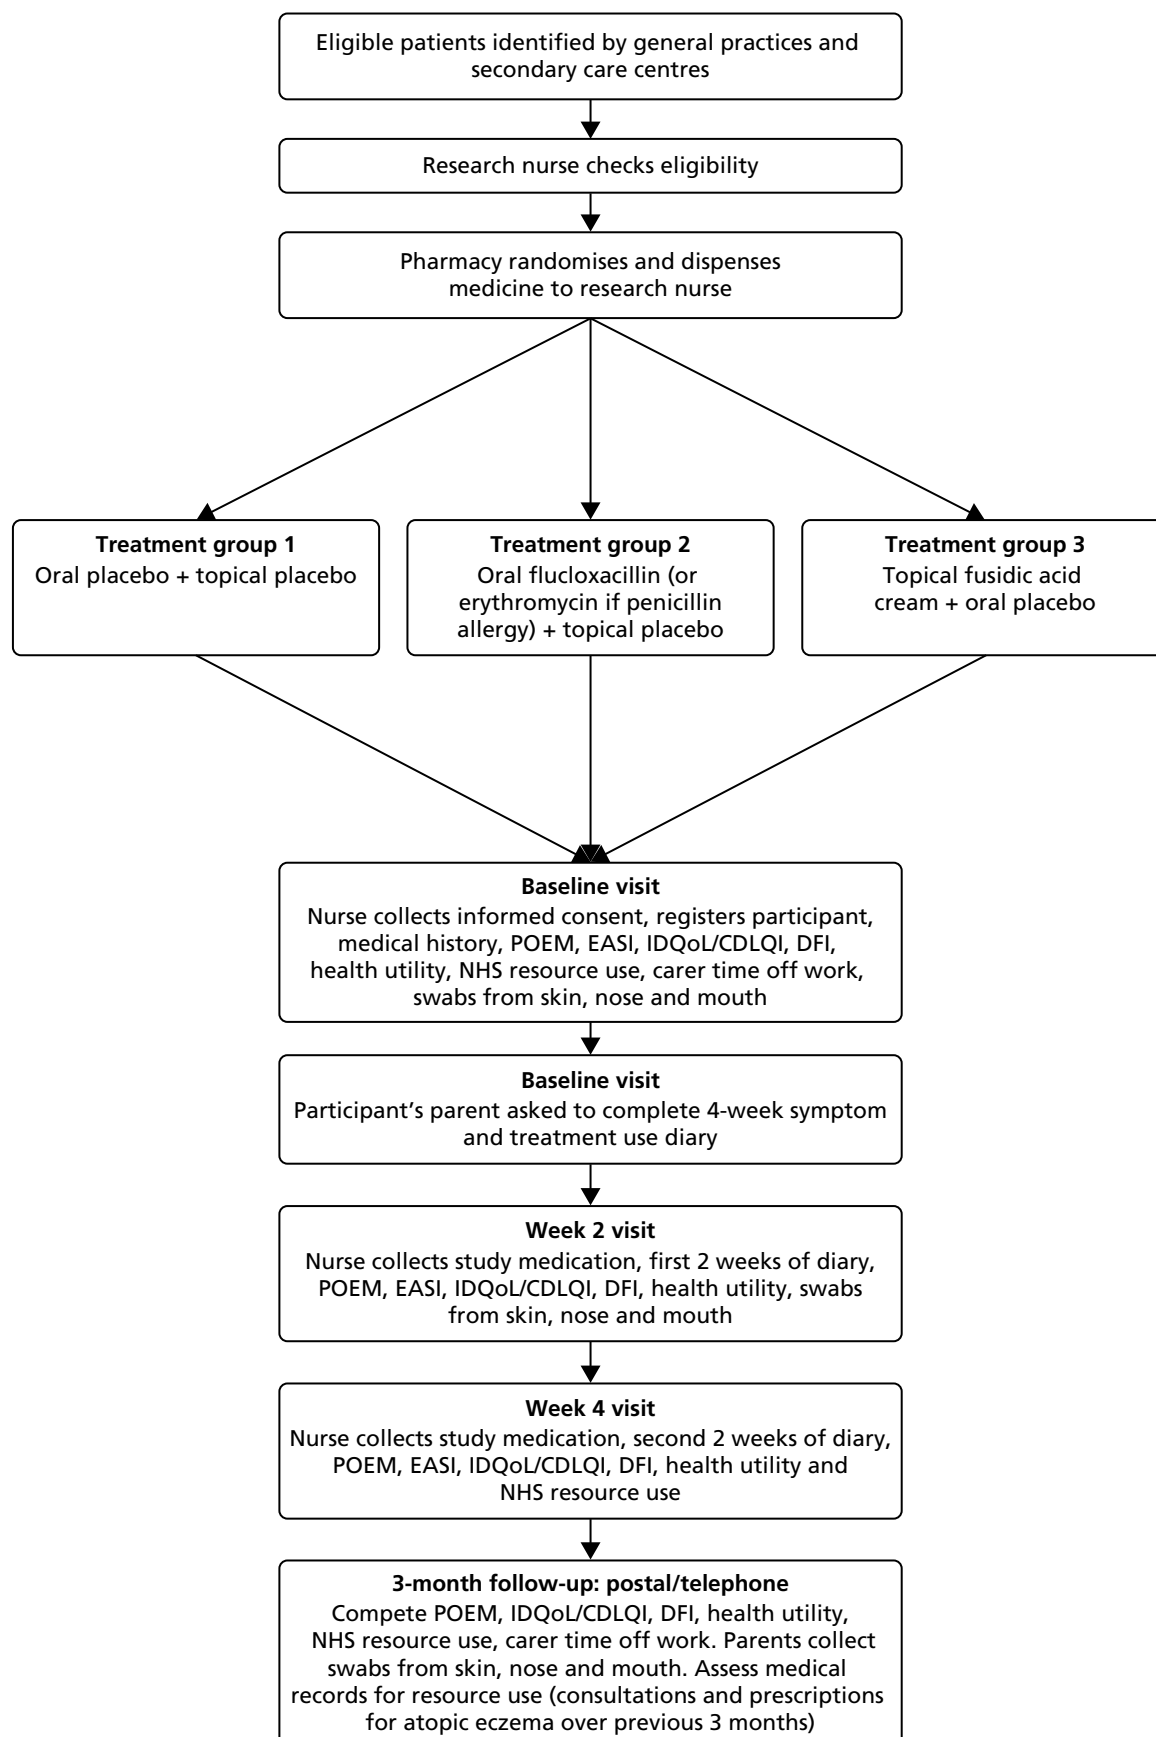 Eligible patients identified by general practices and
secondary care centres
Research nurse checks eligibility
Pharmacy randomises and dispenses
medicine to research nurse
Treatment group 1
Oral placebo + topical placebo
Treatment group 2
Oral flucloxacillin (or
erythromycin if penicillin
allergy) + topical placebo
Treatment group 3
Topical fusidic acid
cream + oral placebo
Baseline visit
Nurse collects informed consent, registers participant,
medical history, POEM, EASI, IDQoL/CDLQI, DFI,
health utility, NHS resource use, carer time off work,
swabs from skin, nose and mouth
Baseline visit
Participant’s parent asked to complete 4-week symptom
and treatment use diary
Week 2 visit
Nurse collects study medication, first 2 weeks of diary,
POEM, EASI, IDQoL/CDLQI, DFI, health utility, swabs
from skin, nose and mouth
Week 4 visit
Nurse collects study medication, second 2 weeks of diary,
POEM, EASI, IDQoL/CDLQI, DFI, health utility and
NHS resource use
3-month follow-up: postal/telephone
Compete POEM, IDQoL/CDLQI, DFI, health utility,
NHS resource use, carer time off work. Parents collect
swabs from skin, nose and mouth. Assess medical
records for resource use (consultations and prescriptions
for atopic eczema over previous 3 months)